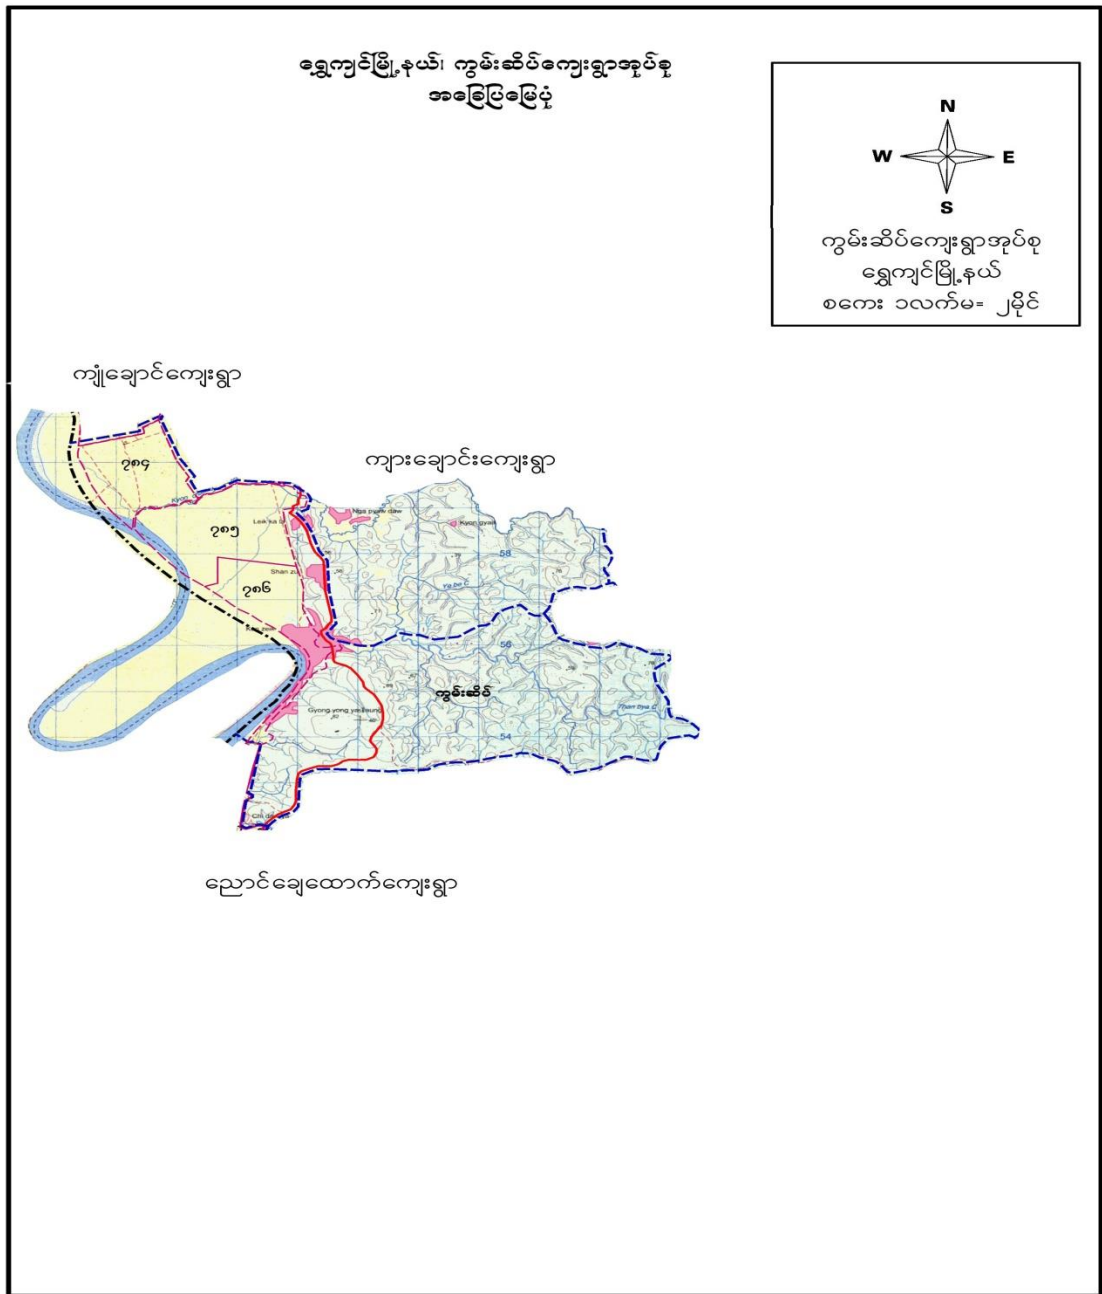 ရွှေကျင်မြို့နယ်၊ ကွမ်းဆိပ်ကျေးရွာအုပ်စု
အခြေပြမြေပုံ
N
W E
S
ကွမ်းဆိပ်ကျေးရွာအုပ်စု
ရွှေကျင်မြို့နယ်
စကေး ၁လက်မ= ၂မိုင်
ကျုံချောင်ကျေးရွာ
ကျားချောင်းကျေးရွာ
၇၈၄
၇၈၅
Kyon gyaik
58
Shan zu
၇၈၆
56
ကွမ်းဆိပ်
54
ညောင်ချေထောက်ကျေးရွာ